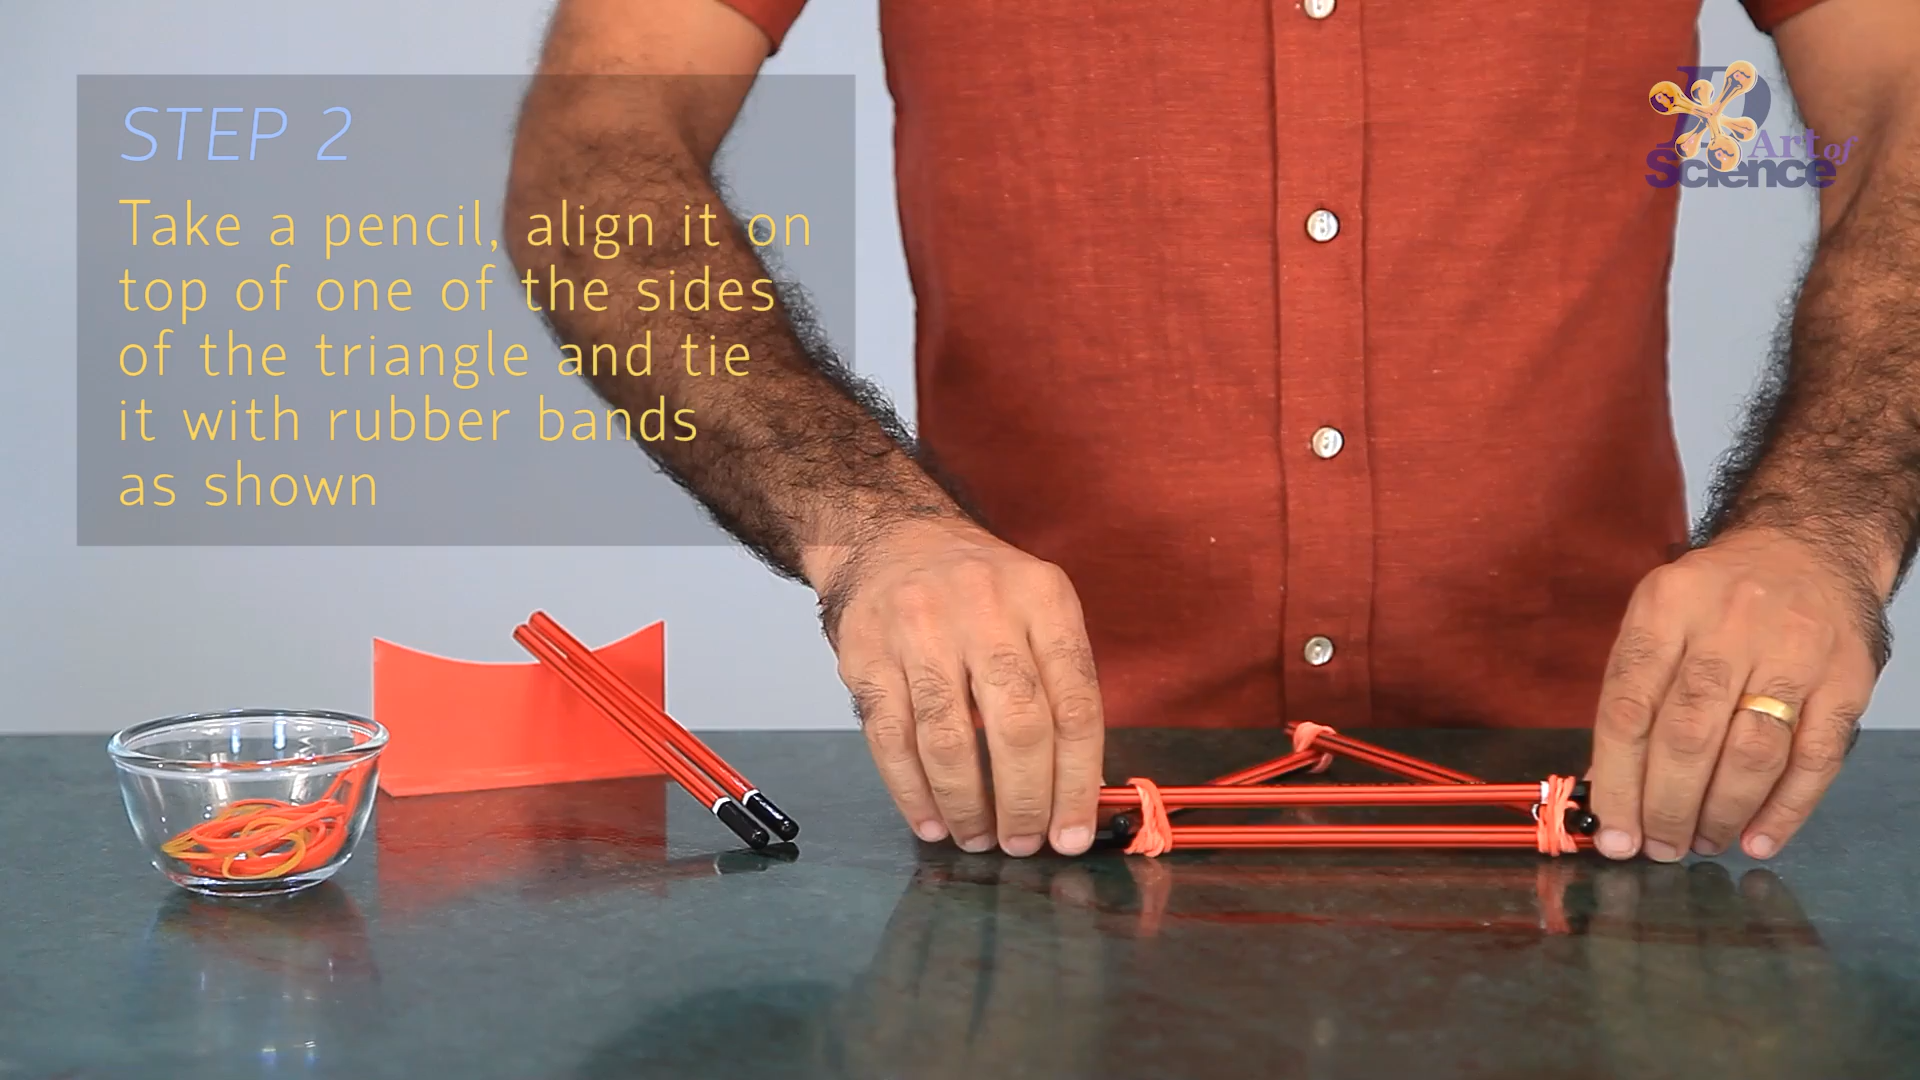 STEP 2
Take a pencil, align it on
top of one of the sides
of the triangle and tie
it with rubber bands
as shown
D Art of
Science